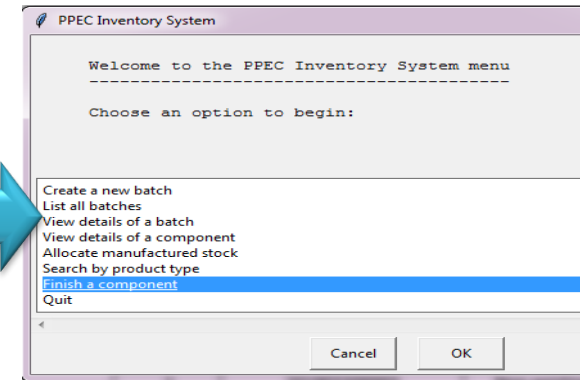 PPEC Inventory System
Welcome to the PPEC Inventory System menu
-----------------------------------------
Choose an option to begin:
Create a new batch
List all batches
View details of a batch
View details of a component
Allocate manufactured stock
Search by product type
Finish a component
Quit
Cancel OK